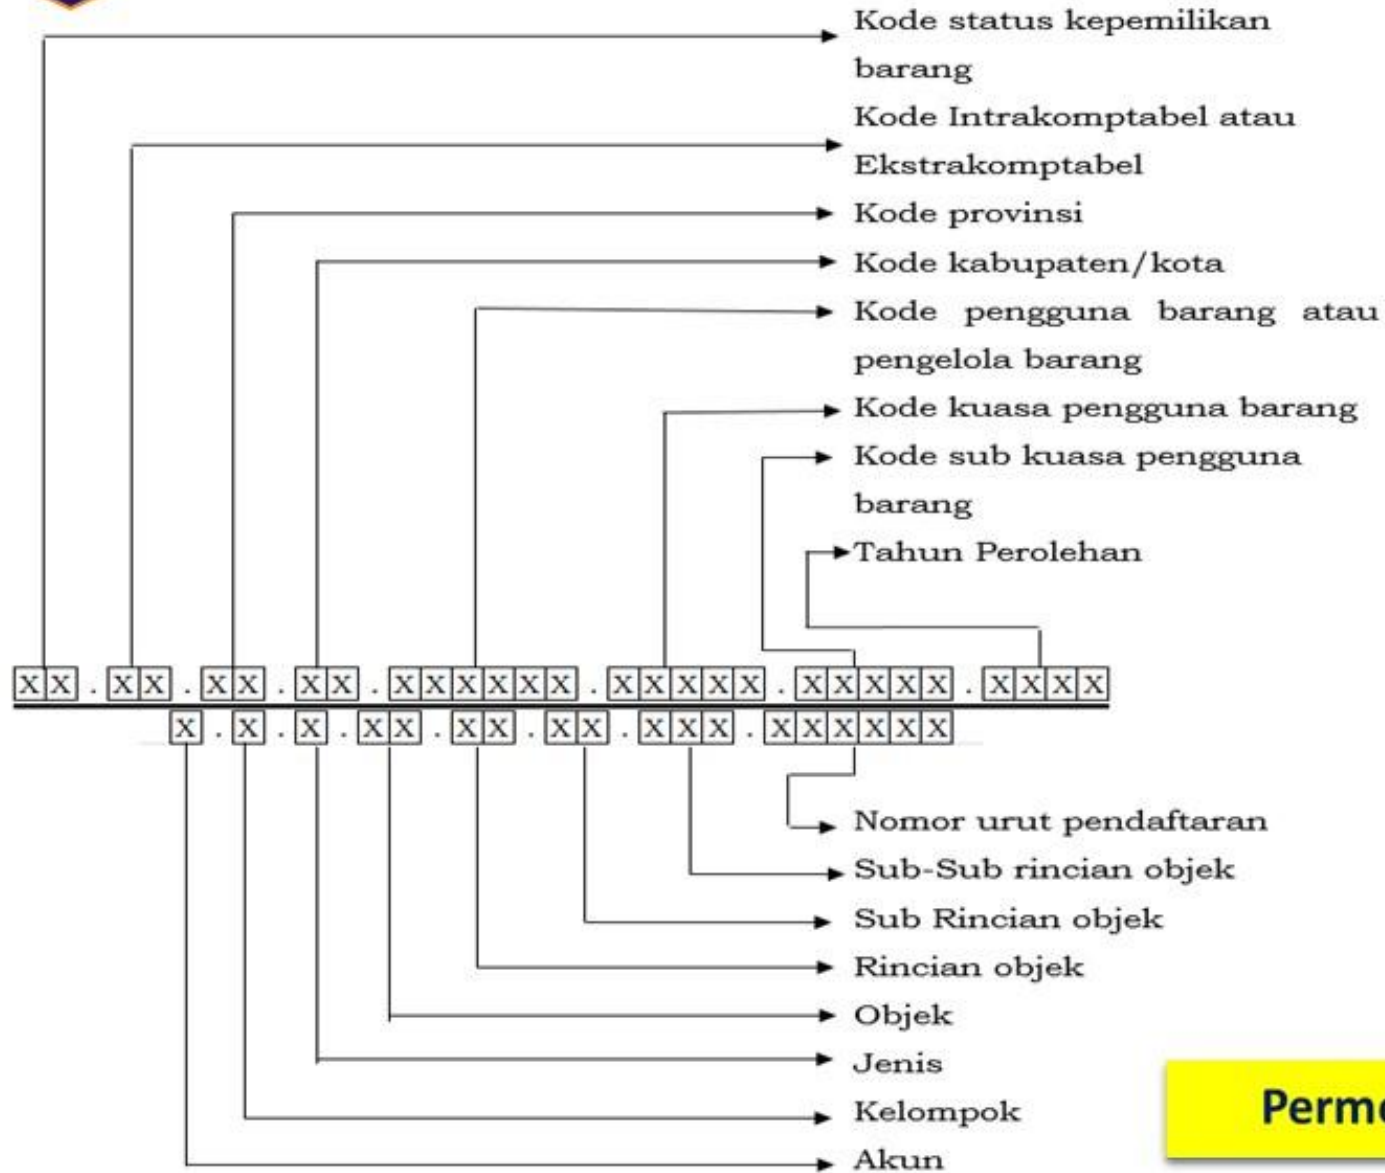 Kode status kepemilikan
barang
Kode Intrakomptabel atau
Ekstrakomptabel
Kode provinsi
Kode kabupaten/kota
Kode pengguna barang atau
pengelola barang
Kode kuasa pengguna barang
Kode sub kuasa pengguna
barang
Tahun Perolehan
XX . XX . XX . XX . XXXXXX . XXXXX . XXXXX . XXXX
X . X . X . XX . XX . XX . XXX . XXXXXX
Nomor urut pendaftaran
Sub-Sub rincian objek
Sub Rincian objek
Rincian objek
Objek
Jenis
Kelompok
Akun